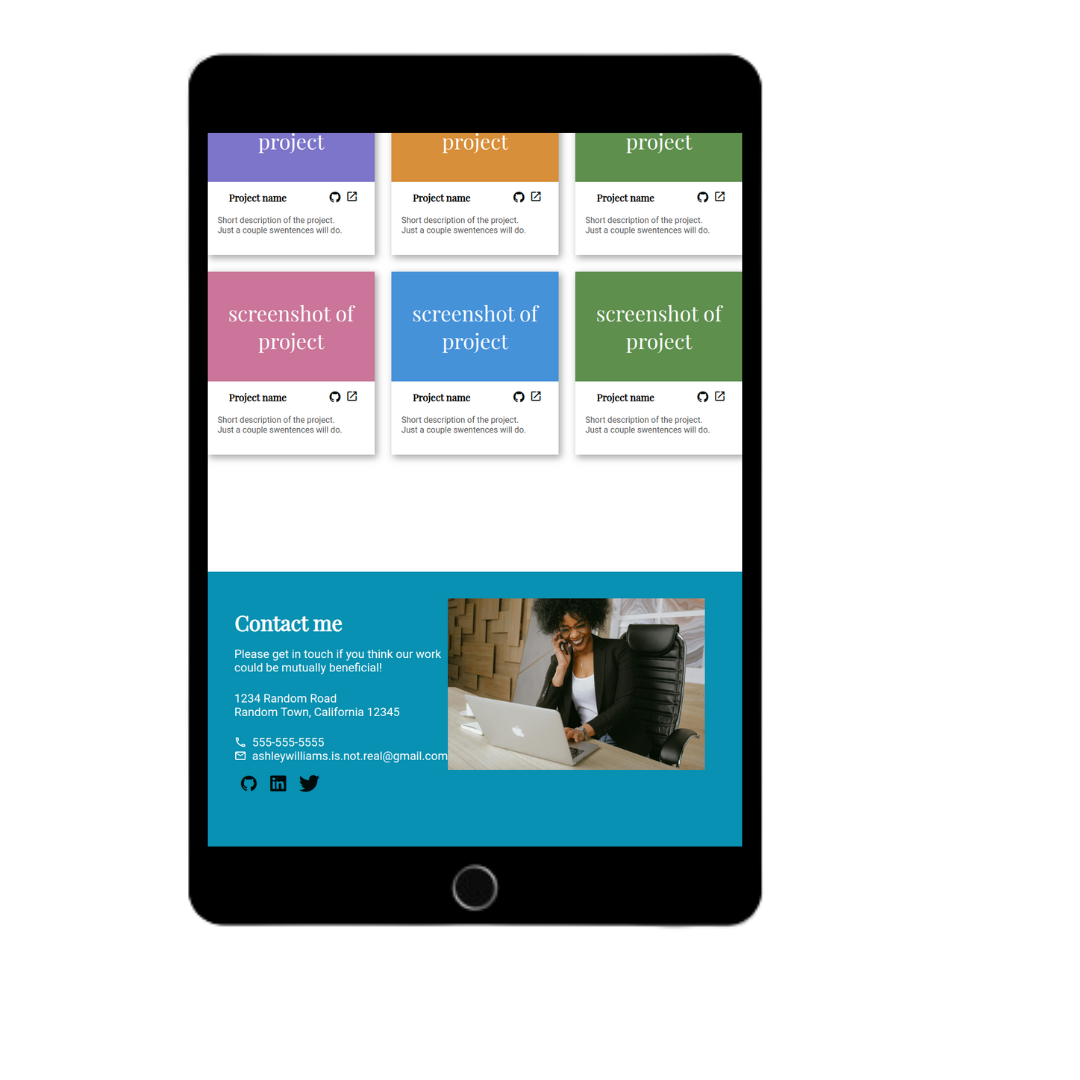 project
project
project
Project name
Project name
Project name
Short description of the project.
Just a couple swentences will do.
Short description of the project.
Just a couple swentences will do.
Short description of the project.
Just a couple swentences will do.
screenshot of
project
screenshot of
project
screenshot of
project
Project name
Project name
Project name
Short description of the project.
Just a couple swentences will do.
Short description of the project.
Just a couple swentences will do.
Short description of the project.
Just a couple swentences will do.
Contact me
Please get in touch if you think our work
could be mutually beneficial!
1234 Random Road
Random Town, California 12345
555-555-5555
ashleywilliams.is.not.real@gmail.com
in